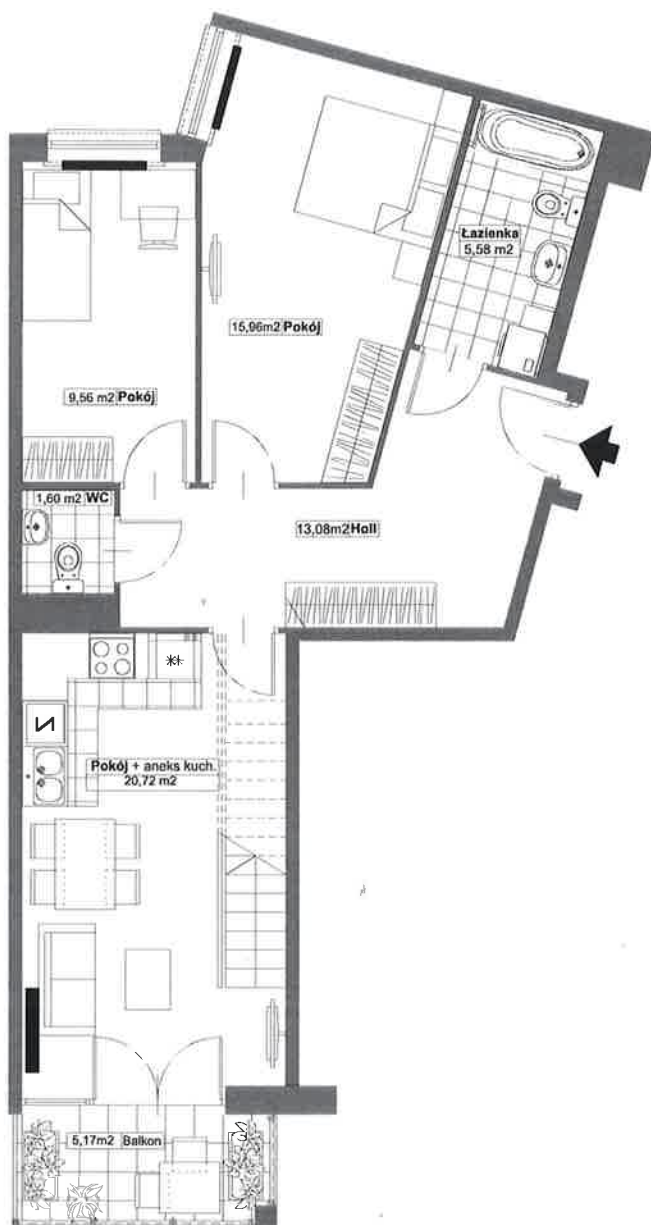 Łazienka
5,58 m2
15,96m2 Pokój
9,56 m2 Pokój
1,60 m2 WC
13,08m2 Holl
Pokój + aneks kuch.
20,72 m2
5,17m2 Balkon